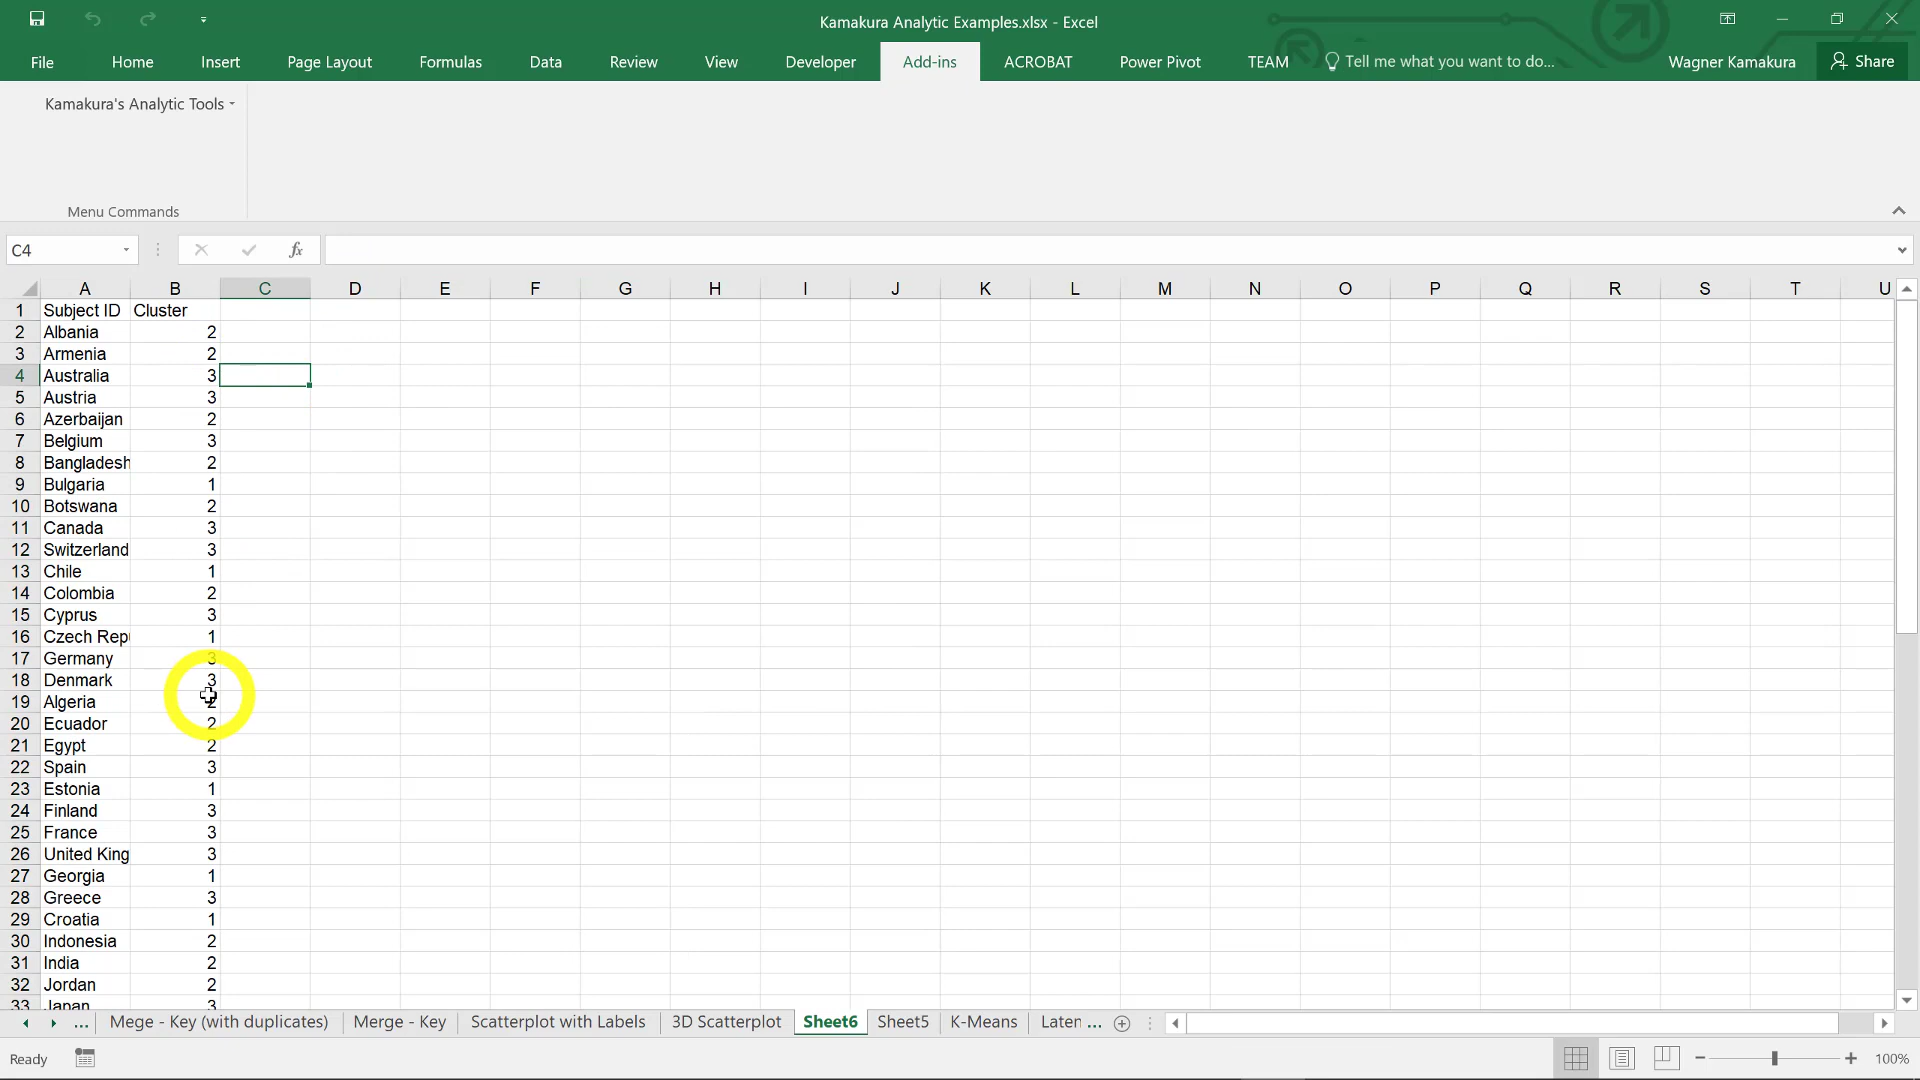 Kamakura Analytic Examples.xlsx - Excel
File Home Insert Page Layout Formulas Data Review View Developer Add-ins ACROBAT Power Pivot TEAM Tell me what you want to do... Wagner Kamakura Share
Kamakura's Analytic Tools
Menu Commands
C4 fx
A B C D E F G H I J K L M N O P Q R S T U
1 Subject ID Cluster
2 Albania 2
3 Armenia 2
4 Australia 3
5 Austria 3
6 Azerbaijan 2
7 Belgium 3
8 Bangladesh 2
9 Bulgaria 1
10 Botswana 2
11 Canada 3
12 Switzerland 3
13 Chile 1
14 Colombia 2
15 Cyprus 3
16 Czech Rep 1
17 Germany 3
18 Denmark 3
19 Algeria 2
20 Ecuador 2
21 Egypt 2
22 Spain 3
23 Estonia 1
24 Finland 3
25 France 3
26 United King 3
27 Georgia 1
28 Greece 3
29 Croatia 1
30 Indonesia 2
31 India 2
32 Jordan 2
33 Japan 3
... Mege - Key (with duplicates) Merge - Key Scatterplot with Labels 3D Scatterplot Sheet6 Sheet5 K-Means Laten ...
Ready 100%